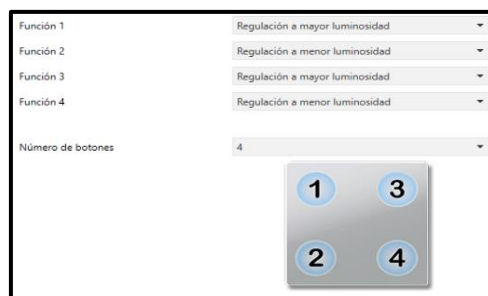 Función 1 Regulación a mayor luminosidad
Función 2 Regulación a menor luminosidad
Función 3 Regulación a mayor luminosidad
Función 4 Regulación a menor luminosidad
Número de botones 4
1 3
2 4